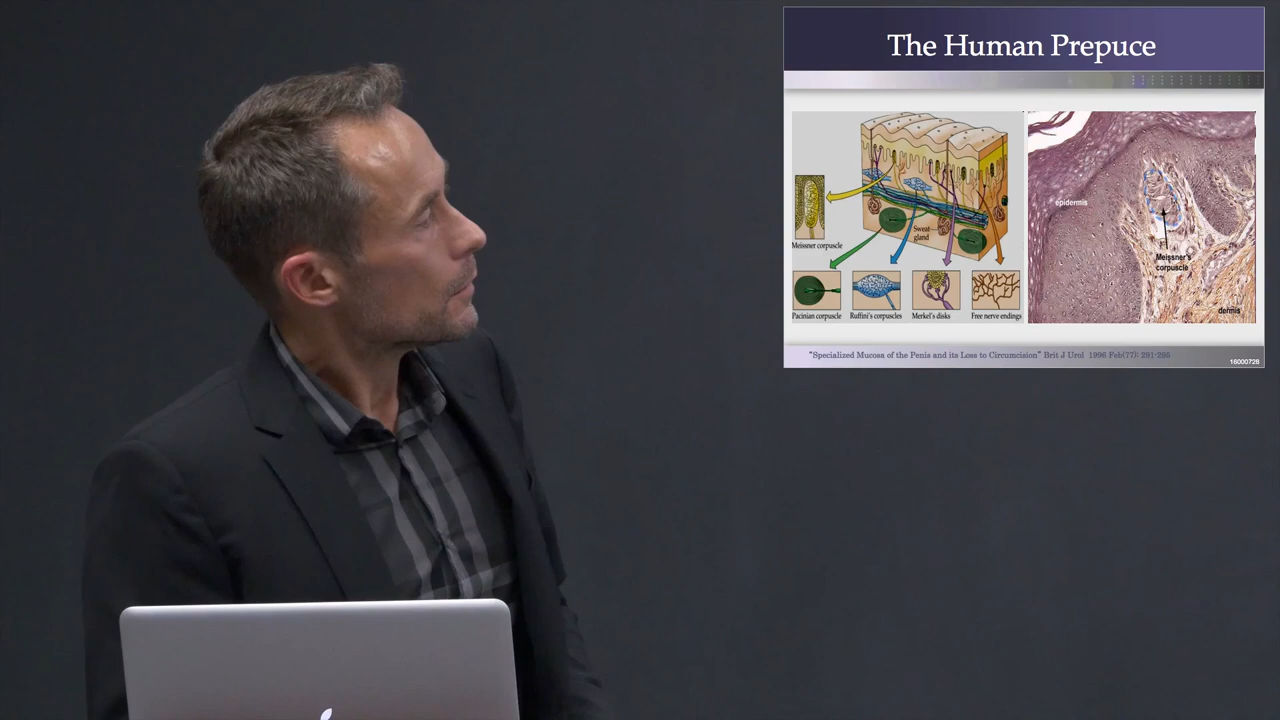 The Human Prepuce
epidermis
Sweat
gland
Meissner corpuscle
Meissner's
corpuscle
Pacinian corpuscle
Ruffini's corpuscles
Merkel's disks
Free nerve endings
dermis
"Specialized Mucosa of the Penis and its Loss to Circumcision" Brit J Urol 1996 Feb(77): 291-295
16000728